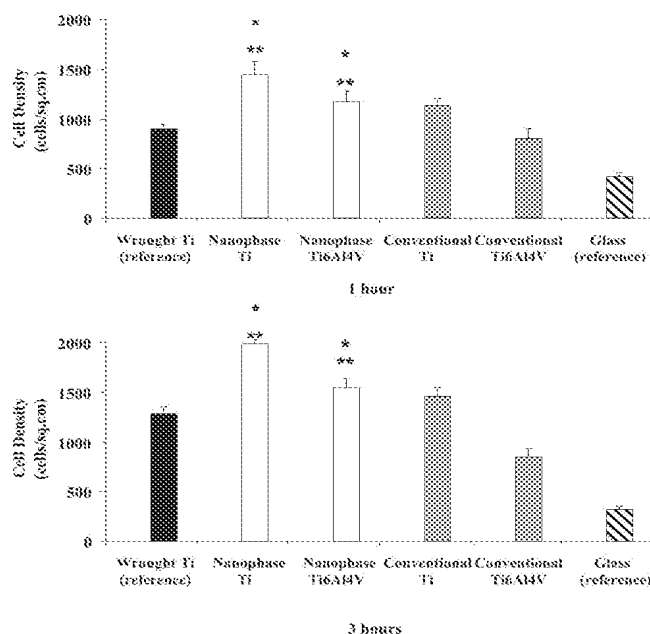 2000
1500
1000
500
0
Cell Density
(cells/sq.cm)
*
**
*
**
Wrought Ti
(reference)
Nanophase
Ti
Nanophase
Ti6Al4V
Conventional
Ti
Conventional
Ti6Al4V
Glass
(reference)
1 hour
2000
1500
1000
500
0
Cell Density
(cells/sq.cm)
*
**
*
**
Wrought Ti
(reference)
Nanophase
Ti
Nanophase
Ti6Al4V
Conventional
Ti
Conventional
Ti6Al4V
Glass
(reference)
3 hours